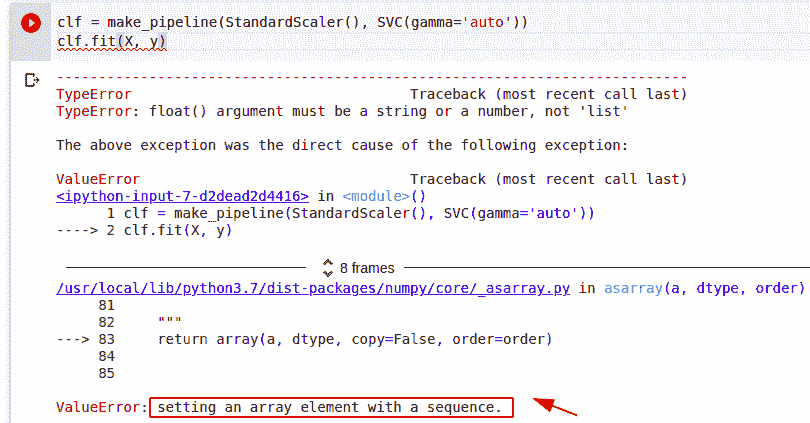 clf = make_pipeline(StandardScaler(), SVC(gamma='auto'))
clf.fit(X, y)
---------------------------------------------------------------------------
TypeError                                 Traceback (most recent call last)
TypeError: float() argument must be a string or a number, not 'list'
The above exception was the direct cause of the following exception:
ValueError                                Traceback (most recent call last)
<ipython-input-7-d2dead2d4416> in <module>()
      1 clf = make_pipeline(StandardScaler(), SVC(gamma='auto'))
----> 2 clf.fit(X, y)
8 frames
/usr/local/lib/python3.7/dist-packages/numpy/core/_asarray.py in asarray(a, dtype, order)
     81
     82     """
---> 83     return array(a, dtype, copy=False, order=order)
     84
     85
ValueError: setting an array element with a sequence.